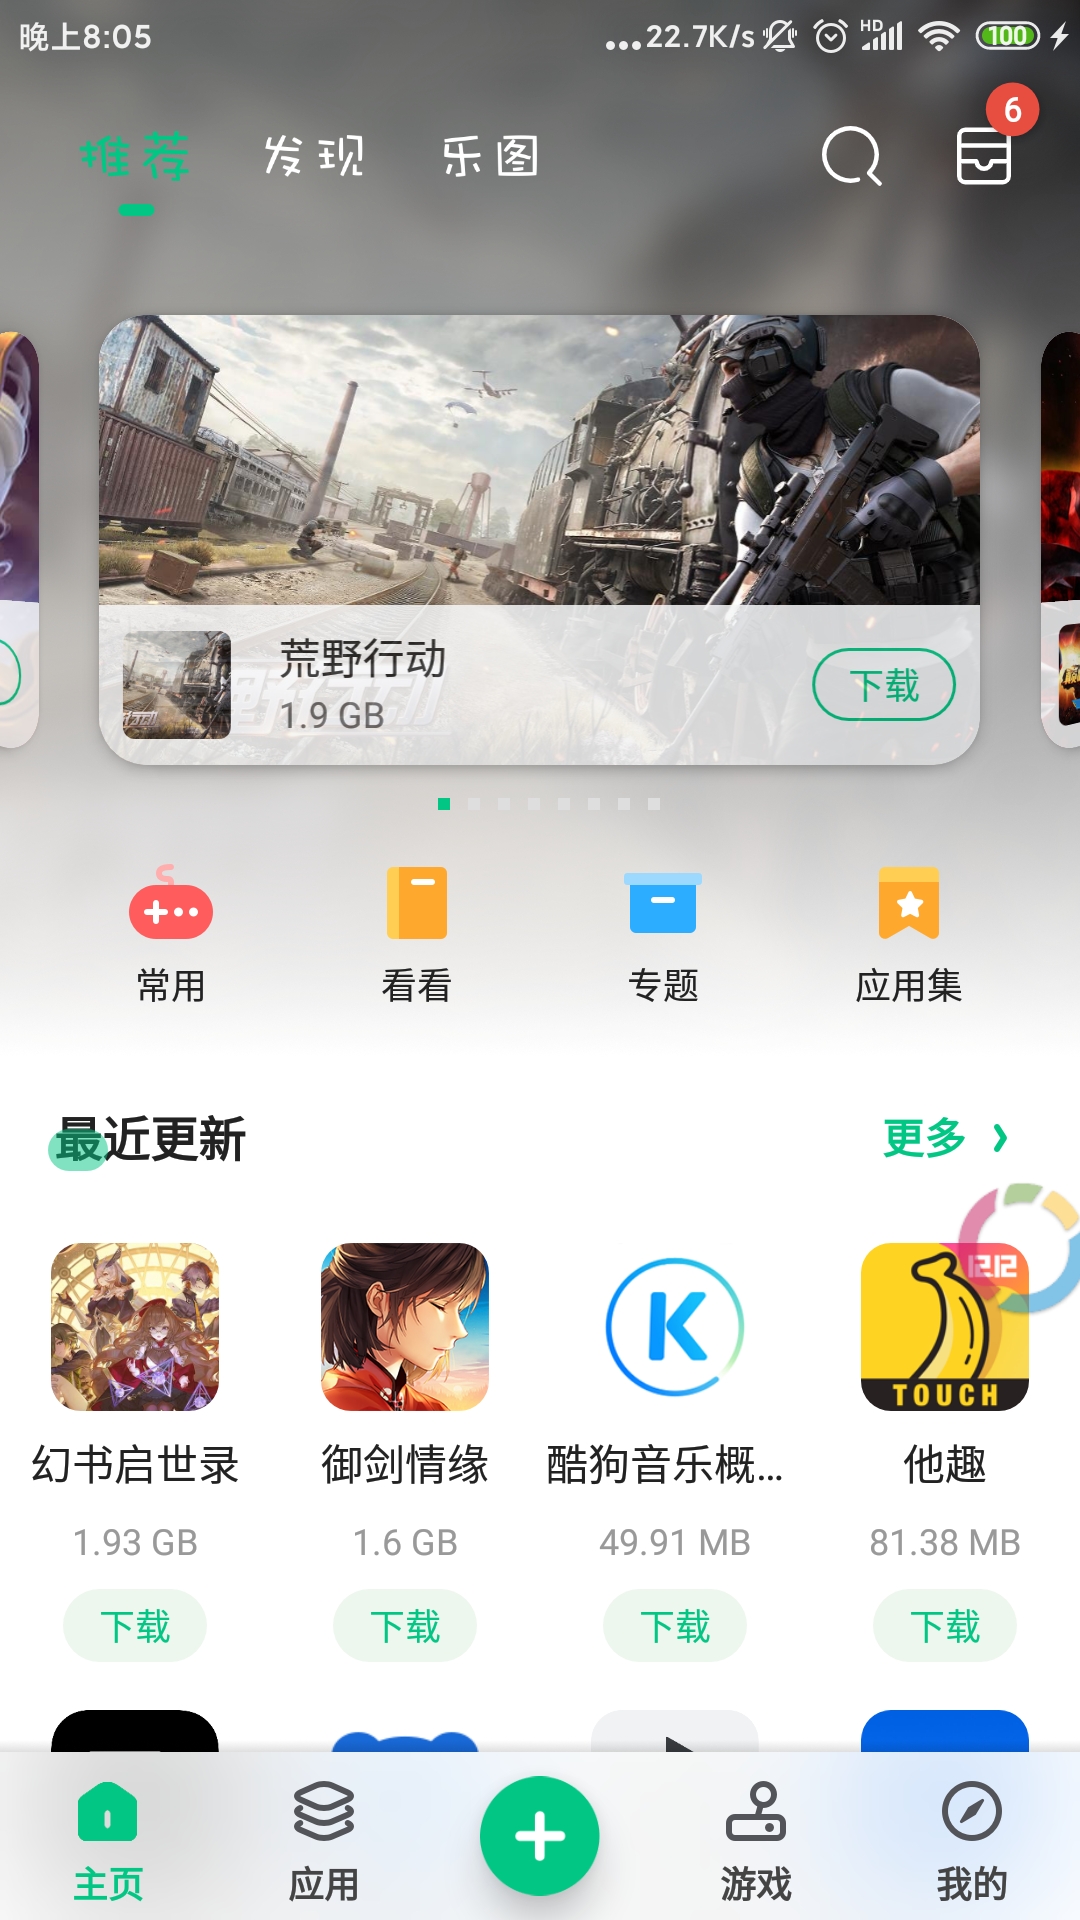 晚上8:05
...22.7K/s
HD
100
推荐
发现
乐图
6
荒野行动
1.9 GB
下载
常用
看看
专题
应用集
最近更新
更多
12.12
TOUCH
幻书启世录
御剑情缘
酷狗音乐概...
他趣
1.93 GB
1.6 GB
49.91 MB
81.38 MB
下载
下载
下载
下载
主页
应用
游戏
我的